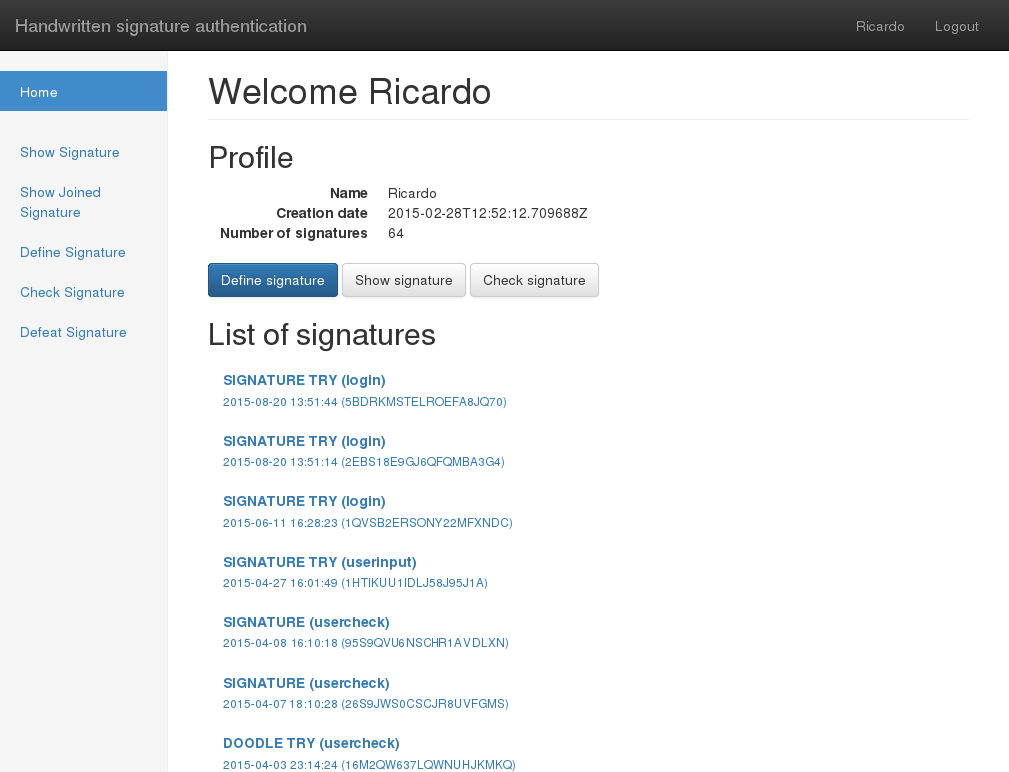 Handwritten signature authentication
Ricardo
Logout
Home
Show Signature
Show Joined
Signature
Define Signature
Check Signature
Defeat Signature
Welcome Ricardo
Profile
Name Ricardo
Creation date 2015-02-28T12:52:12.709688Z
Number of signatures 64
Define signature
Show signature
Check signature
List of signatures
SIGNATURE TRY (login)
2015-08-20 13:51:44 (5BDRKMSTELROEFA8JQ70)
SIGNATURE TRY (login)
2015-08-20 13:51:14 (2EBS18E9GJ6QFQMBA3G4)
SIGNATURE TRY (login)
2015-06-11 16:28:23 (1QVSB2ERSONY22MFXNDC)
SIGNATURE TRY (userinput)
2015-04-27 16:01:49 (1HTIKUU1IDLJ58J95J1A)
SIGNATURE (usercheck)
2015-04-08 16:10:18 (95S9QVU6NSCHR1AVDLXN)
SIGNATURE (usercheck)
2015-04-07 18:10:28 (26S9JWS0CSCJR8UVFGMS)
DOODLE TRY (usercheck)
2015-04-03 23:14:24 (16M2QW637LQWNUHJKMKQ)